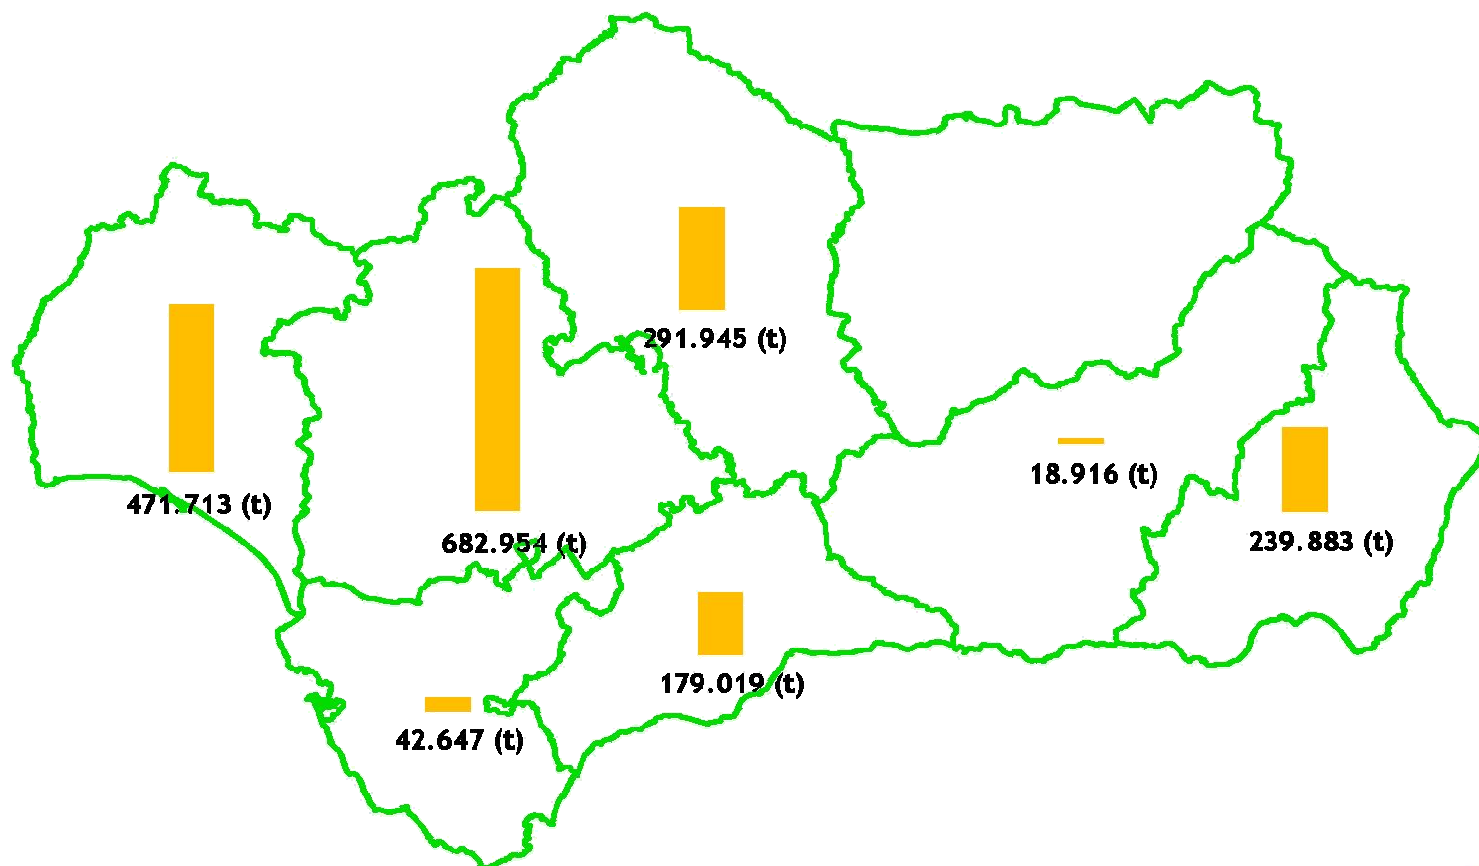 291.945 (t)
18.916 (t)
471.713 (t)
682.954 (t)
239.883 (t)
179.019 (t)
42.647 (t)